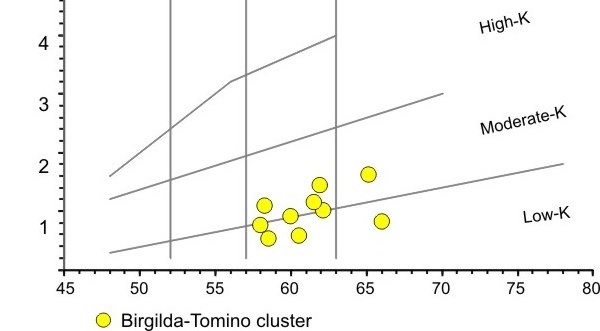 High-K
4
3
Moderate-K
2
Low-K
1
45 50 55 60 65 70 75 80
Birgilda-Tomino cluster